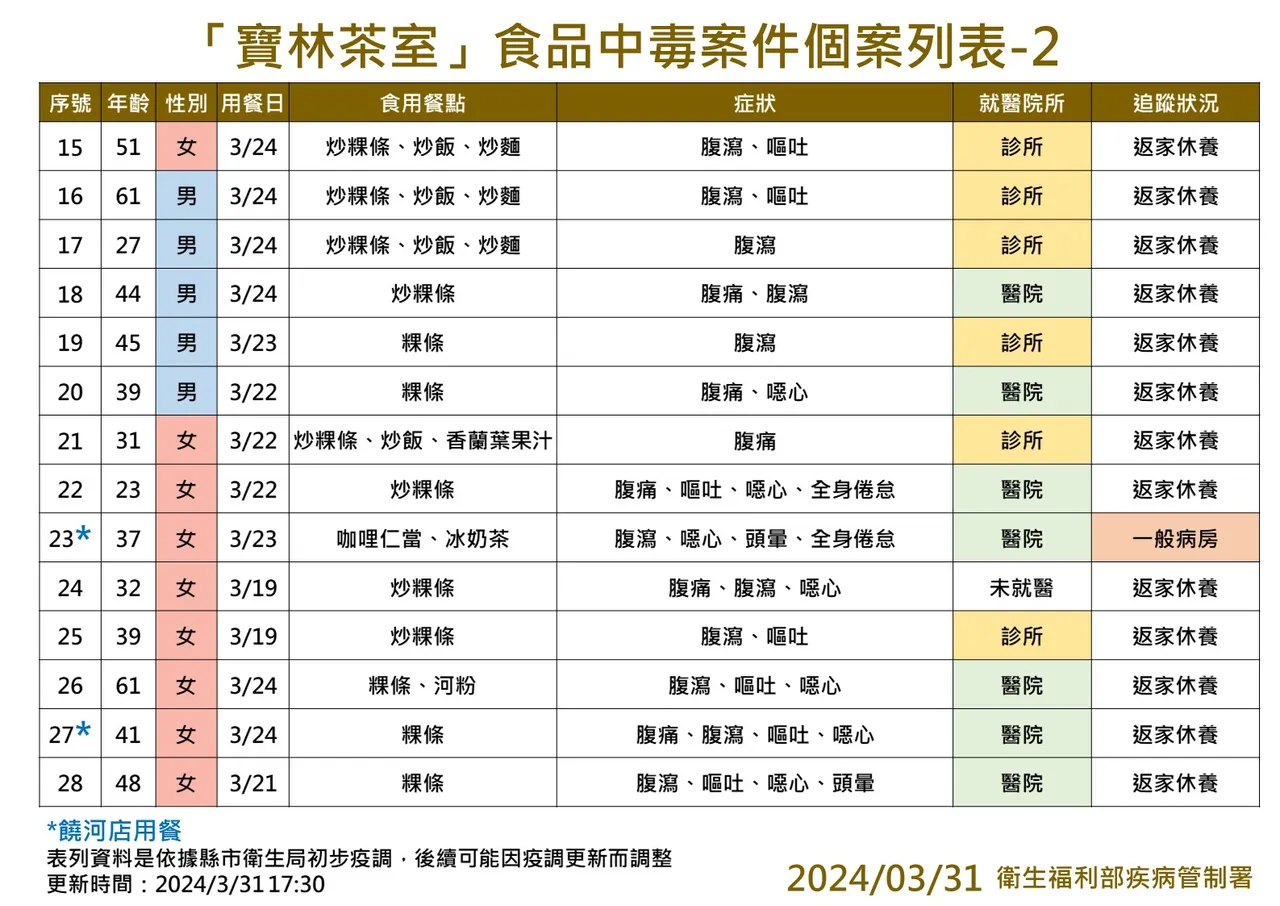 「寶林茶室」食品中毒案件個案列表-2
序號 年齡 性別 用餐日 食用餐點 症狀 就醫院所 追蹤狀況
15 51 女 3/24 炒粿條、炒飯、炒麵 腹瀉、嘔吐 診所 返家休養
16 61 男 3/24 炒粿條、炒飯、炒麵 腹瀉、嘔吐 診所 返家休養
17 27 男 3/24 炒粿條、炒飯、炒麵 腹瀉 診所 返家休養
18 44 男 3/24 炒粿條 腹痛、腹瀉 醫院 返家休養
19 45 男 3/23 粿條 腹瀉 診所 返家休養
20 39 男 3/22 粿條 腹痛、噁心 醫院 返家休養
21 31 女 3/22 炒粿條、炒飯、香蘭葉果汁 腹痛 診所 返家休養
22 23 女 3/22 炒粿條 腹痛、嘔吐、噁心、全身倦怠 醫院 返家休養
23* 37 女 3/23 咖哩仁當、冰奶茶 腹瀉、噁心、頭暈、全身倦怠 醫院 一般病房
24 32 女 3/19 炒粿條 腹痛、腹瀉、噁心 未就醫 返家休養
25 39 女 3/19 炒粿條 腹瀉、嘔吐 診所 返家休養
26 61 女 3/24 粿條、河粉 腹瀉、嘔吐、噁心 醫院 返家休養
27* 41 女 3/24 粿條 腹痛、腹瀉、嘔吐、噁心 醫院 返家休養
28 48 女 3/21 粿條 腹瀉、嘔吐、噁心、頭暈 醫院 返家休養
*饒河店用餐
表列資料是依據縣市衛生局初步疫調，後續可能因疫調更新而調整
更新時間：2024/3/31 17:30
2024/03/31 衛生福利部疾病管制署